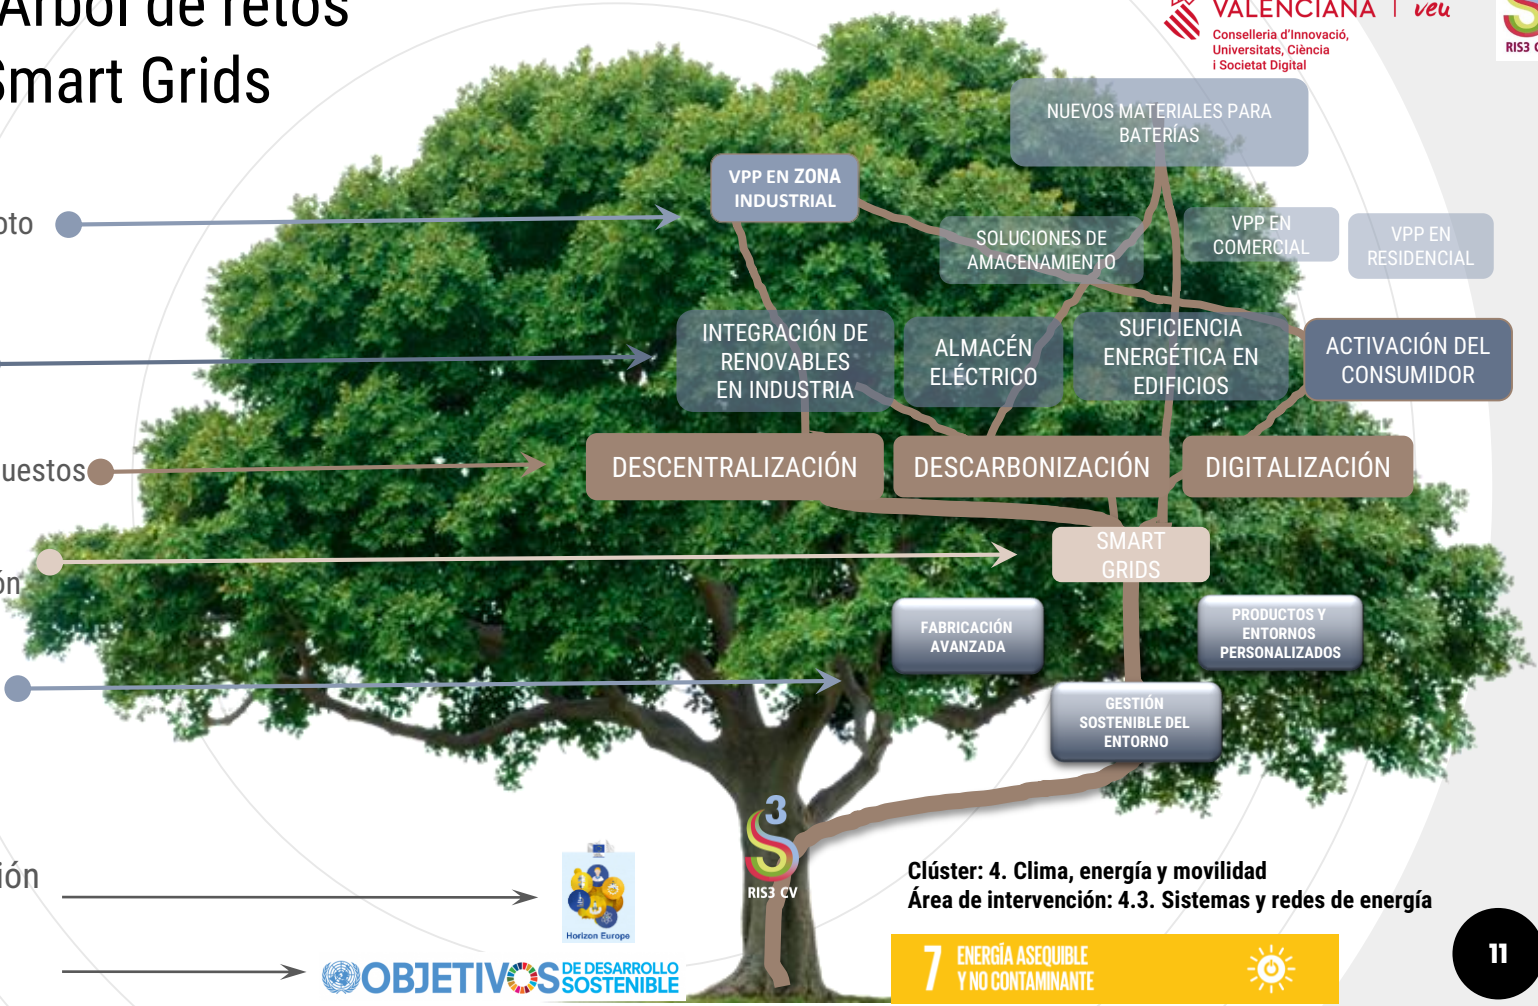 Árbol de retos
Smart Grids
VALENCIANA | veu
Conselleria d'Innovació,
Universitats, Ciència
i Societat Digital
RIS3 C
NUEVOS MATERIALES PARA
BATERÍAS
VPP EN ZONA
INDUSTRIAL
oto
SOLUCIONES DE
AMACENAMIENTO
VPP EN
COMERCIAL
VPP EN
RESIDENCIAL
INTEGRACIÓN DE
RENOVABLES
EN INDUSTRIA
ALMACÉN
ELÉCTRICO
SUFICIENCIA
ENERGÉTICA EN
EDIFICIOS
ACTIVACIÓN DEL
CONSUMIDOR
uestos
DESCENTRALIZACIÓN
DESCARBONIZACIÓN
DIGITALIZACIÓN
SMART
GRIDS
ón
FABRICACIÓN
AVANZADA
PRODUCTOS Y
ENTORNOS
PERSONALIZADOS
GESTIÓN
SOSTENIBLE DEL
ENTORNO
3
S
RIS3 CV
ión
Horizon Europe
Clúster: 4. Clima, energía y movilidad
Área de intervención: 4.3. Sistemas y redes de energía
OBJETIVOS DE DESARROLLO
SOSTENIBLE
7 ENERGÍA ASEQUIBLE
Y NO CONTAMINANTE
11